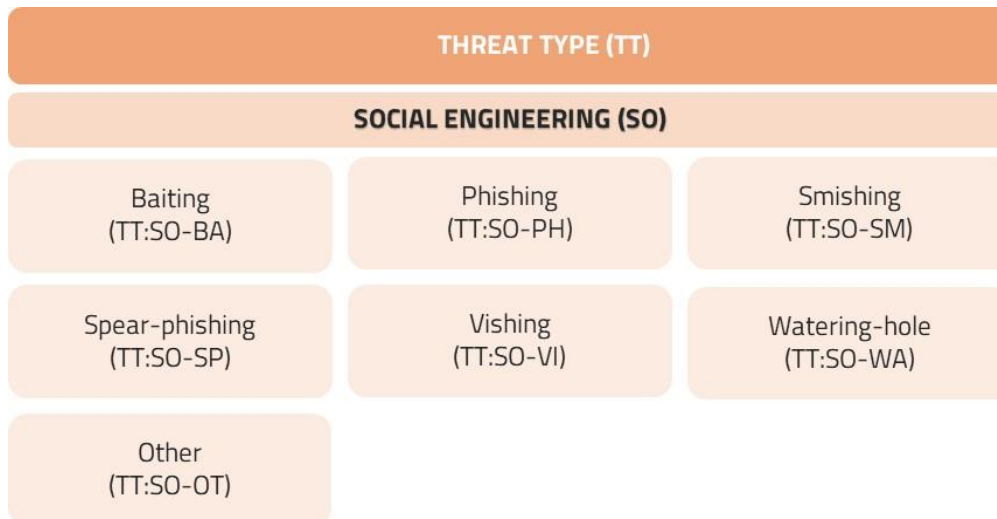 THREAT TYPE (TT)
SOCIAL ENGINEERING (SO)
Baiting
(TT:SO-BA)
Phishing
(TT:SO-PH)
Smishing
(TT:SO-SM)
Spear-phishing
(TT:SO-SP)
Vishing
(TT:SO-VI)
Watering-hole
(TT:SO-WA)
Other
(TT:SO-OT)